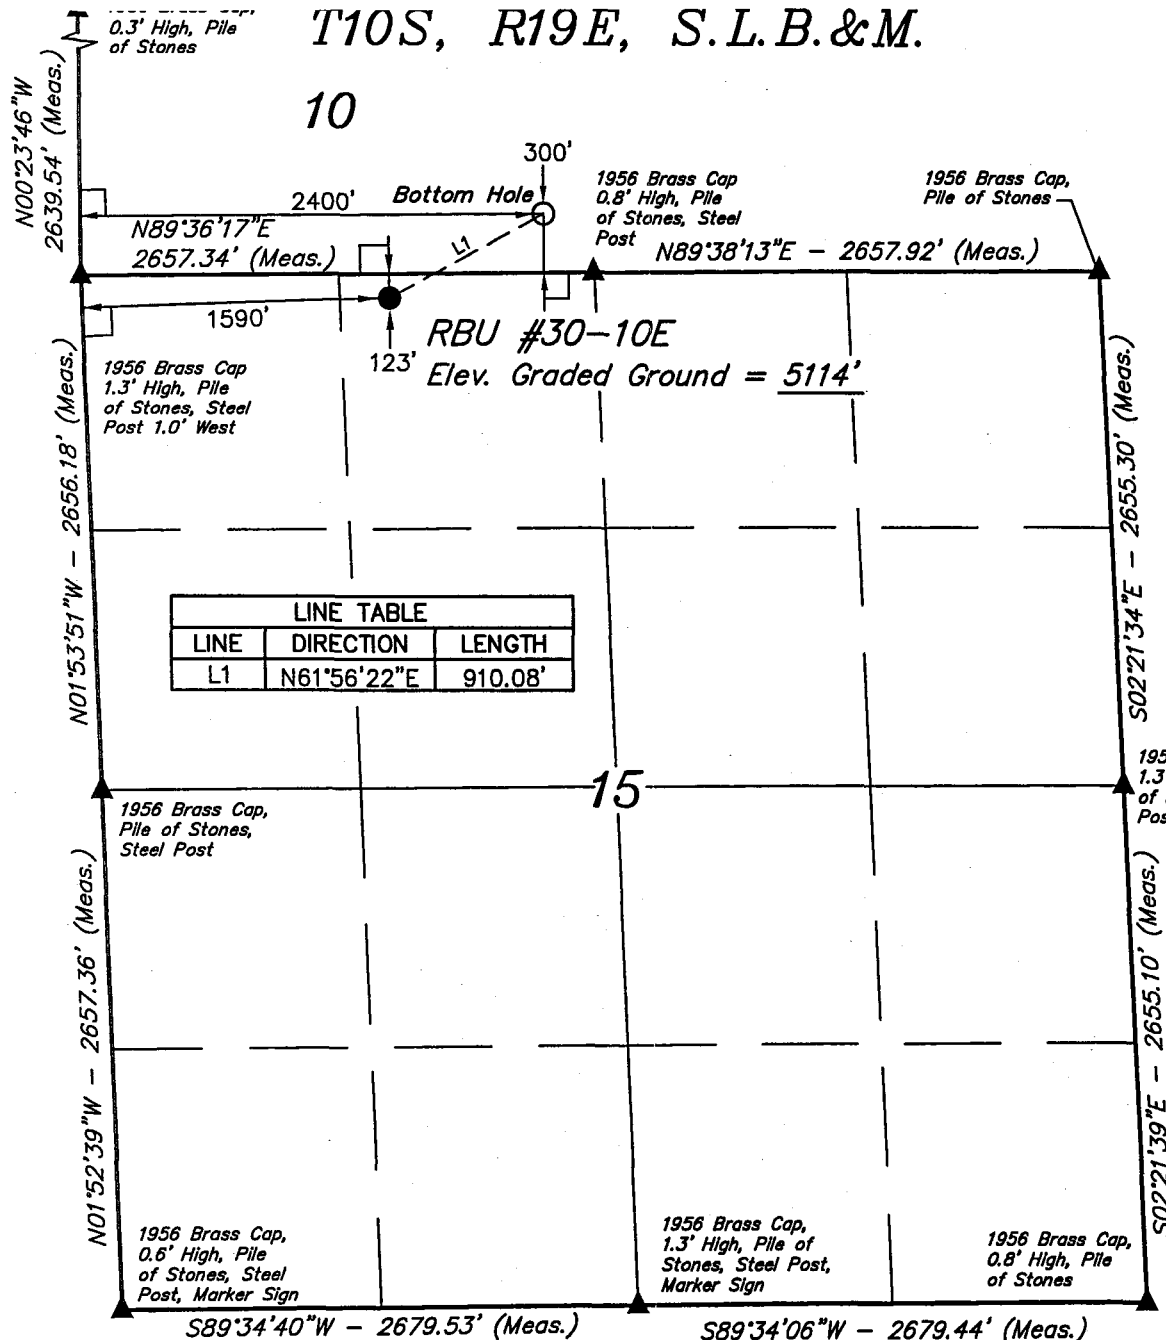 T10S, R19E, S.L.B.&M.
0.3' High, Pile
of Stones
10
N00°23'46"W
2639.54' (Meas.)
300'
2400'
Bottom Hole
N89°36'17"E
2657.34' (Meas.)
L1
1956 Brass Cap
0.8' High, Pile
of Stones, Steel
Post
1956 Brass Cap,
Pile of Stones
N89°38'13"E - 2657.92' (Meas.)
1590'
123'
RBU #30-10E
Elev. Graded Ground = 5114'
1956 Brass Cap
1.3' High, Pile
of Stones, Steel
Post 1.0' West
N01°53'51"W - 2656.18' (Meas.)
S02°21'34"E - 2655.30' (Meas.)
LINE TABLE
LINE DIRECTION LENGTH
L1 N61°56'22"E 910.08'
15
1956 Brass Cap,
Pile of Stones,
Steel Post
195
1.3
of
Pos
N01°52'39"W - 2657.36' (Meas.)
S02°21'39"E - 2655.10' (Meas.)
1956 Brass Cap,
0.6' High, Pile
of Stones, Steel
Post, Marker Sign
1956 Brass Cap,
1.3' High, Pile of
Stones, Steel Post,
Marker Sign
1956 Brass Cap,
0.8' High, Pile
of Stones
S89°34'40"W - 2679.53' (Meas.)
S89°34'06"W - 2679.44' (Meas.)